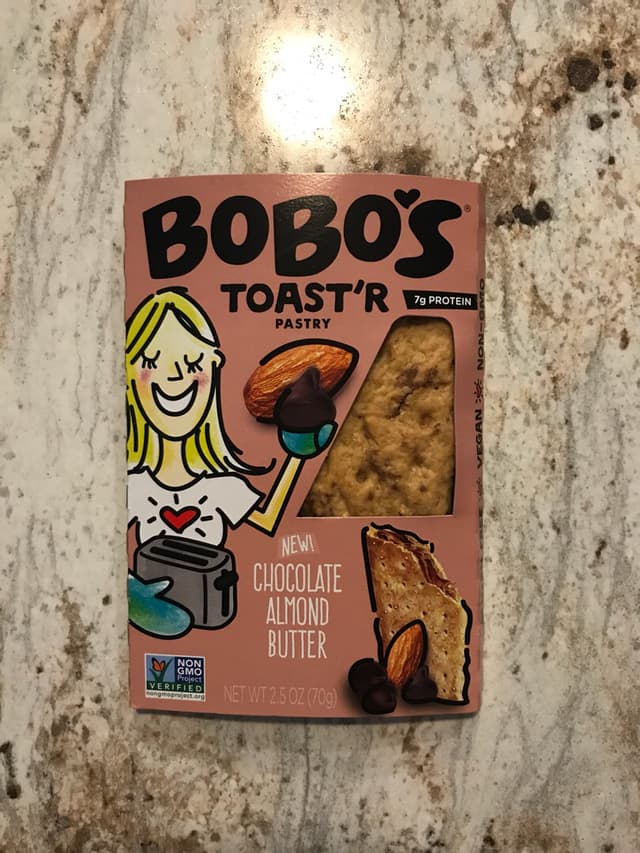 BOBO'S®
TOAST'R
PASTRY
7g PROTEIN
VEGAN NON-GMO
NEW!
CHOCOLATE
ALMOND
BUTTER
NON
GMO
Project
VERIFIED
nongmoproject.org
NET WT 2.5 OZ (70g)